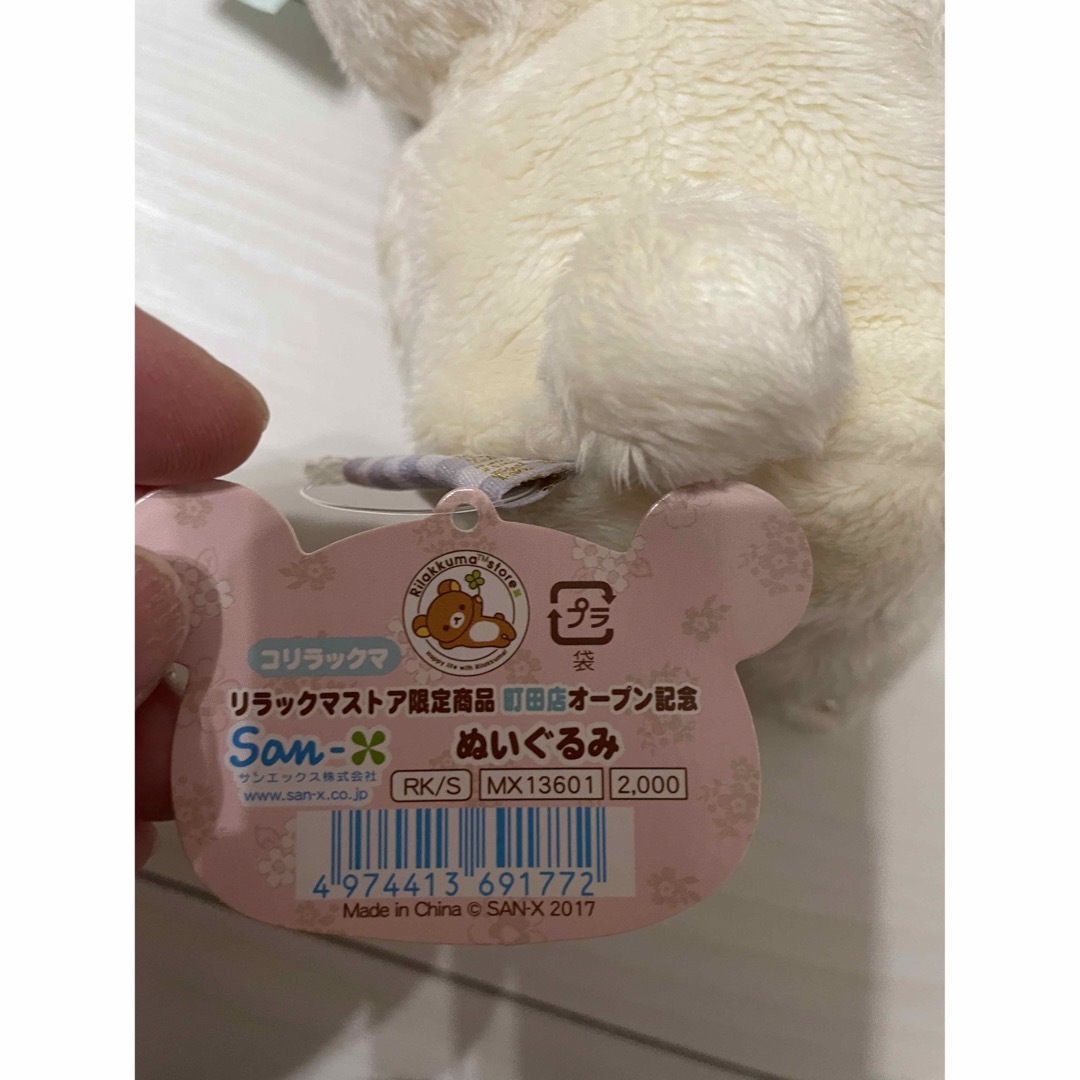 Rilakkuma™store
Happy life with Rilakkuma
プラ
袋
コリラックマ
リラックマストア限定商品 町田店オープン記念
San-X
ぬいぐるみ
サンエックス株式会社
www.san-x.co.jp
RK/S MX13601 2,000
4 974413 691772
Made in China © SAN-X 2017